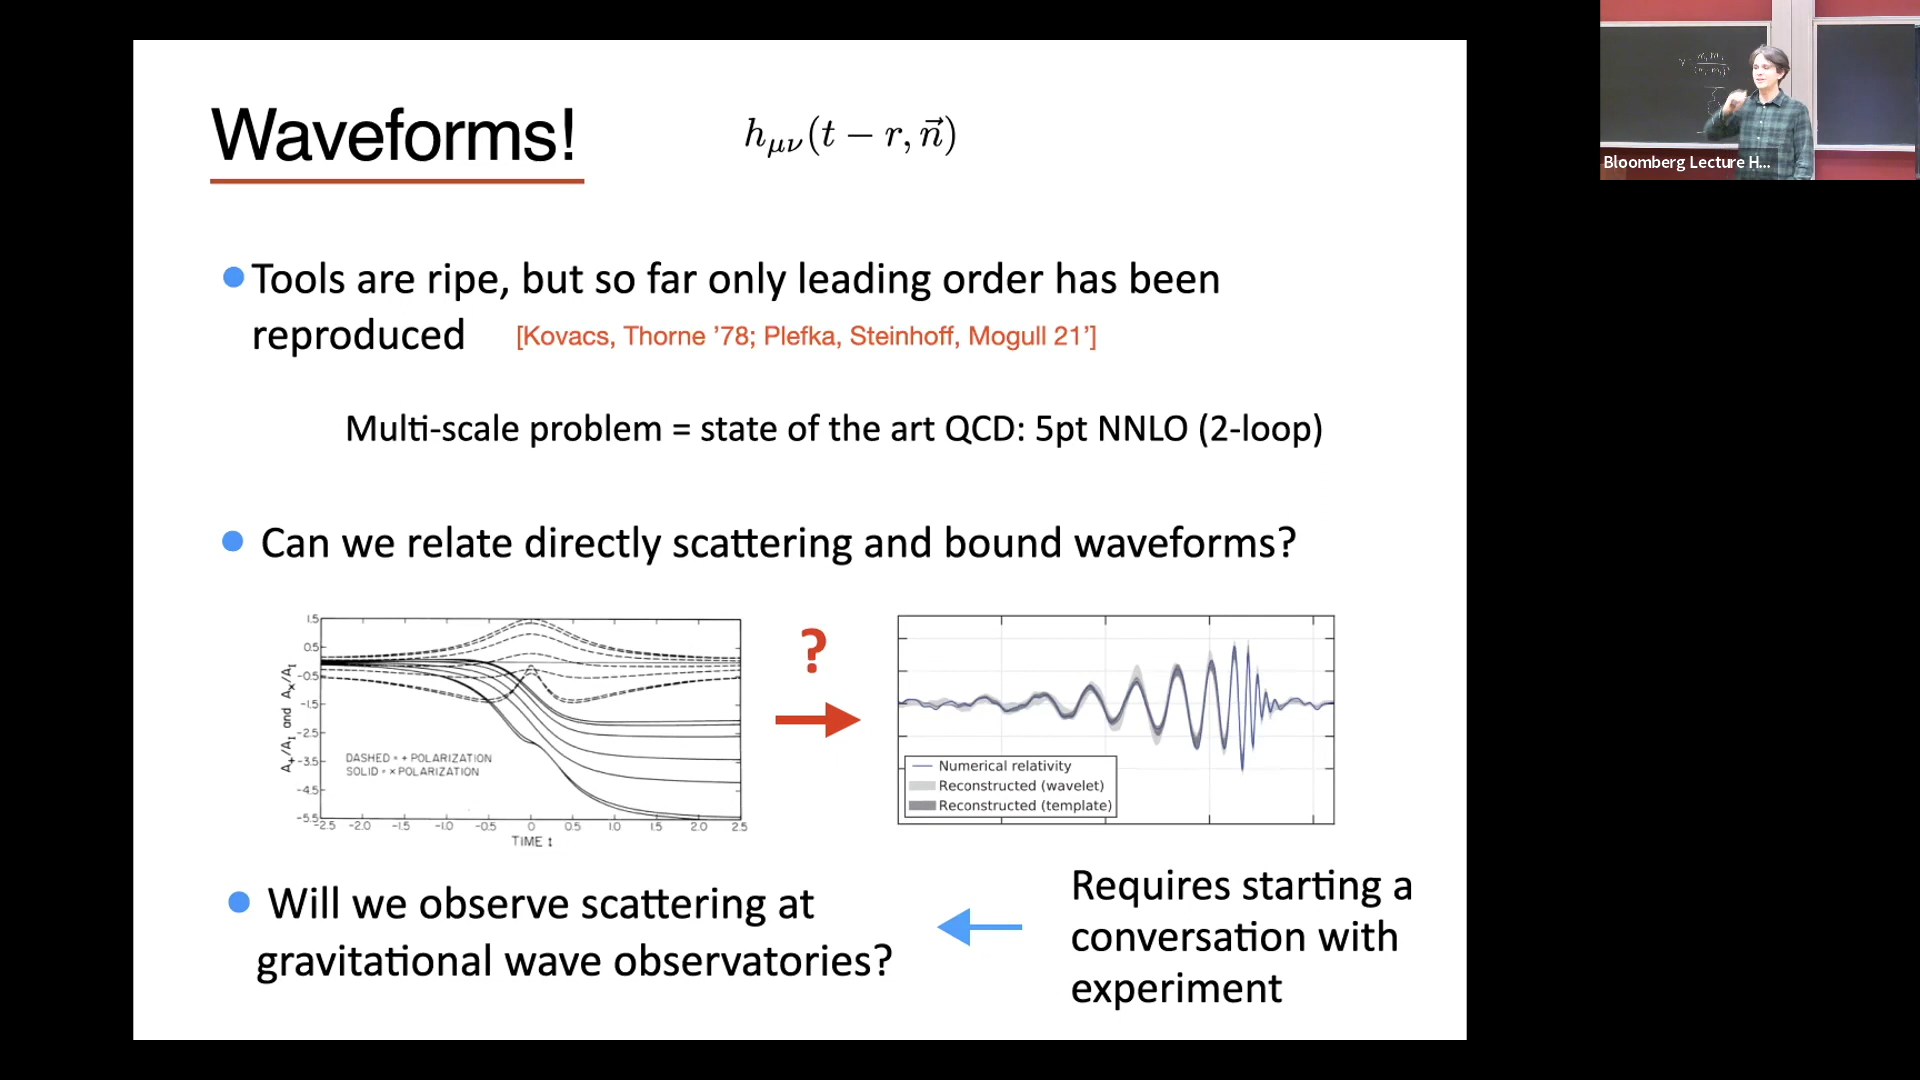 Waveforms!
h_{μν}(t − r, n⃗)
Tools are ripe, but so far only leading order has been
reproduced [Kovacs, Thorne '78; Plefka, Steinhoff, Mogull 21']
Multi-scale problem = state of the art QCD: 5pt NNLO (2-loop)
Can we relate directly scattering and bound waveforms?
A₊/A_I and Aₓ/A_I
1.5
0.5
-0.5
-1.5
-2.5
-3.5
-4.5
-5.5
DASHED = + POLARIZATION
SOLID = × POLARIZATION
-2.5 -2.0 -1.5 -1.0 -0.5 0 0.5 1.0 1.5 2.0 2.5
TIME t
?
Numerical relativity
Reconstructed (wavelet)
Reconstructed (template)
Will we observe scattering at
gravitational wave observatories?
Requires starting a
conversation with
experiment
Bloomberg Lecture H...